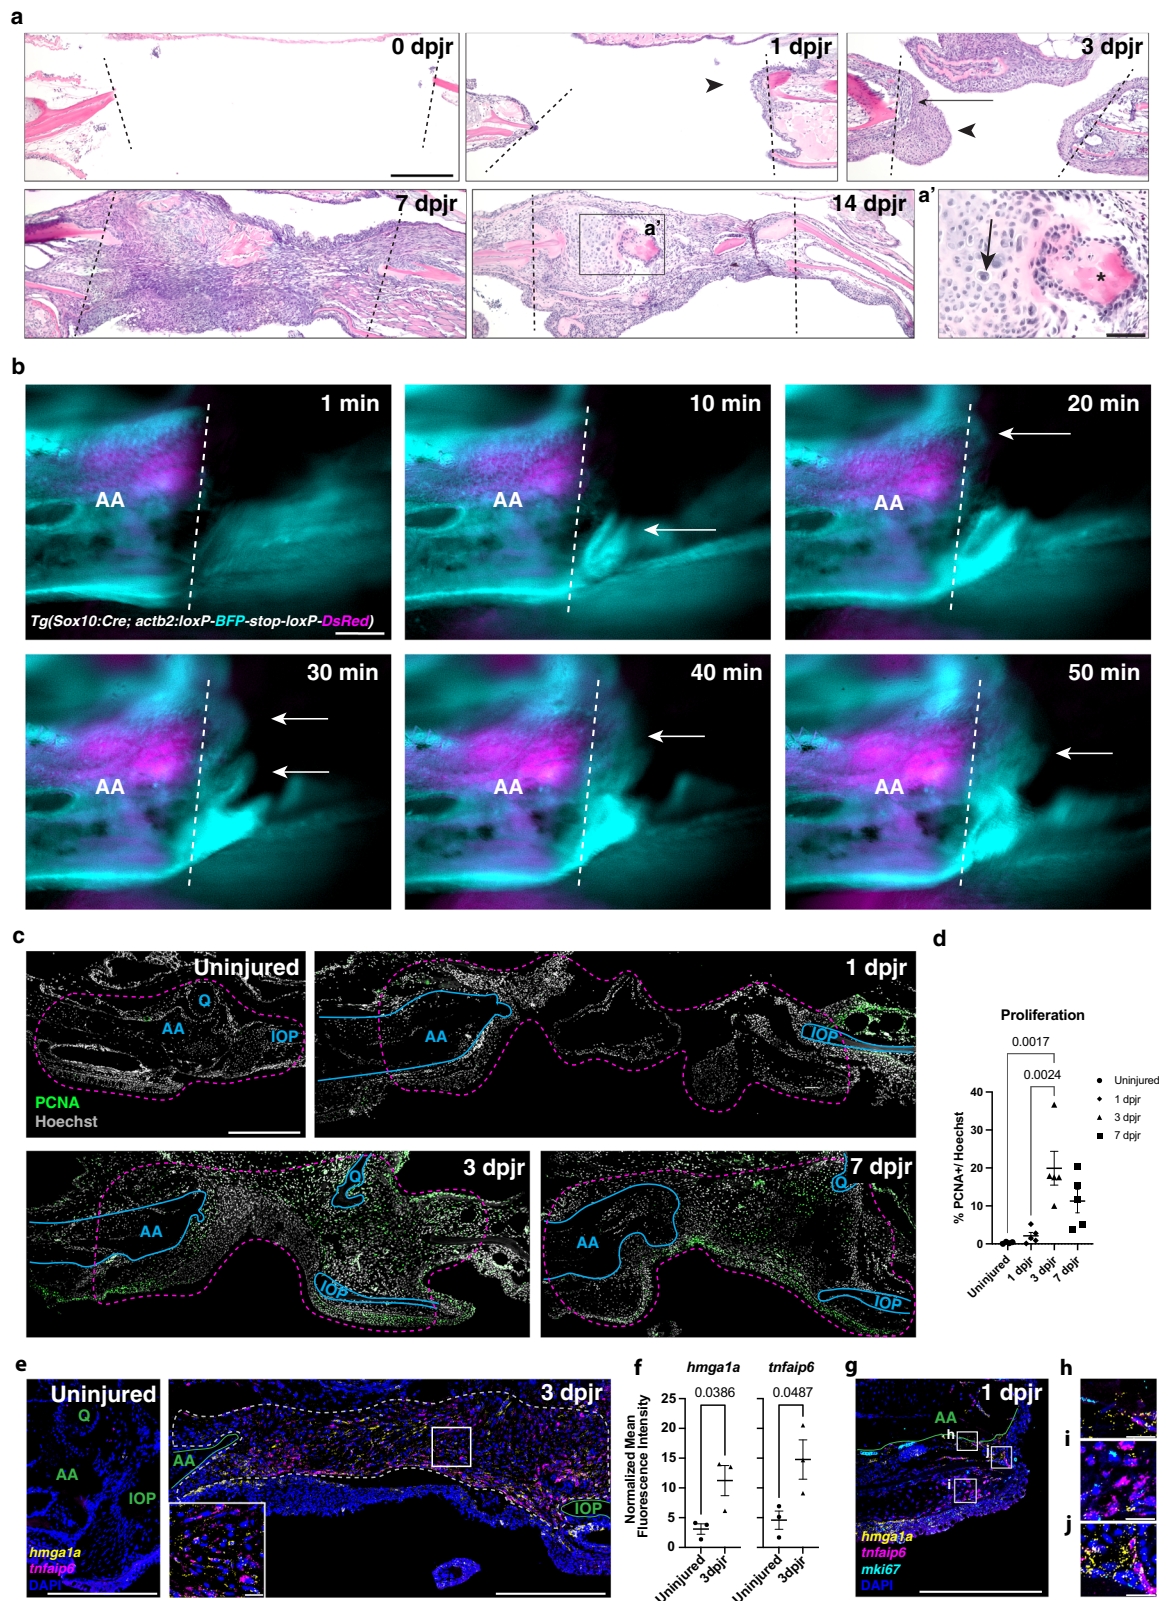 a
0 dpjr
1 dpjr
3 dpjr
7 dpjr
14 dpjr
a'
a'
*
b
1 min
10 min
20 min
AA
AA
AA
Tg(Sox10:Cre; actb2:loxP-BFP-stop-loxP-DsRed)
30 min
40 min
50 min
AA
AA
AA
c
Uninjured
1 dpjr
Q
AA
IOP
AA
IOP
PCNA
Hoechst
3 dpjr
7 dpjr
Q
AA
IOP
Q
AA
IOP
d
Proliferation
0.0017
0.0024
% PCNA+/ Hoechst
40
30
20
10
0
Uninjured
1 dpjr
3 dpjr
7 dpjr
Uninjured
1 dpjr
3 dpjr
7 dpjr
e
Uninjured
3 dpjr
Q
AA
IOP
AA
IOP
hmga1a
tnfaip6
DAPI
f
hmga1a
tnfaip6
0.0386
0.0487
Normalized Mean
Fluorescence Intensity
25
20
15
10
5
0
Uninjured
3dpjr
Uninjured
3dpjr
g
1 dpjr
AA
h
j
i
hmga1a
tnfaip6
mki67
DAPI
h
i
j